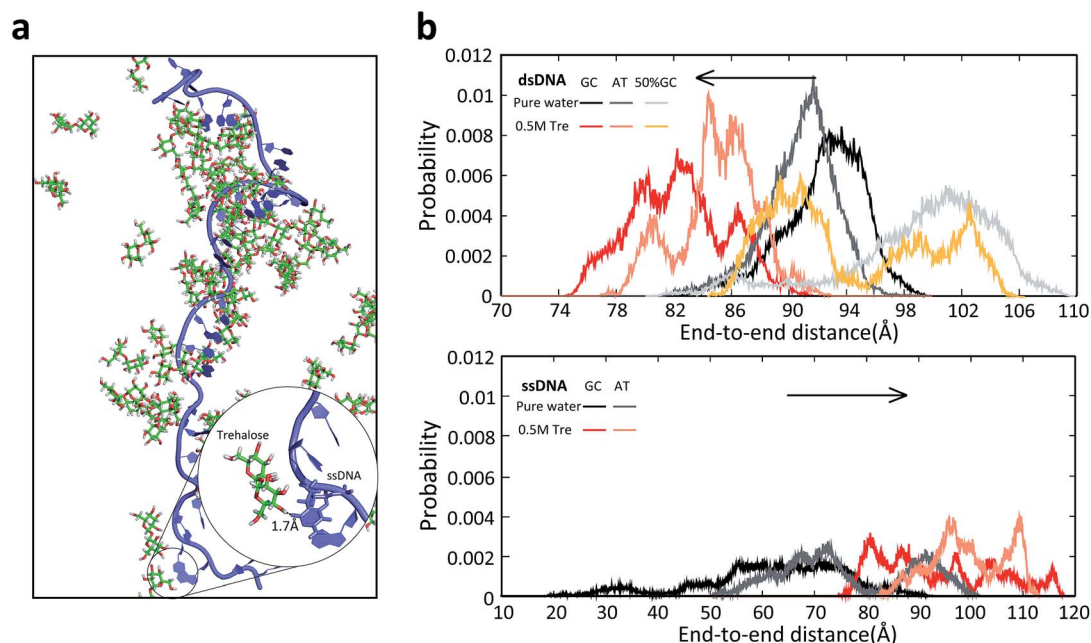 a
b
Trehalose
ssDNA
1.7Å
0.012
0.01
0.008
0.006
0.004
0.002
0
Probability
dsDNA GC AT 50%GC
Pure water
0.5M Tre
70 74 78 82 86 90 94 98 102 106 110
End-to-end distance(Å)
0.012
0.01
0.008
0.006
0.004
0.002
0
Probability
ssDNA GC AT
Pure water
0.5M Tre
10 20 30 40 50 60 70 80 90 100 110 120
End-to-end distance(Å)